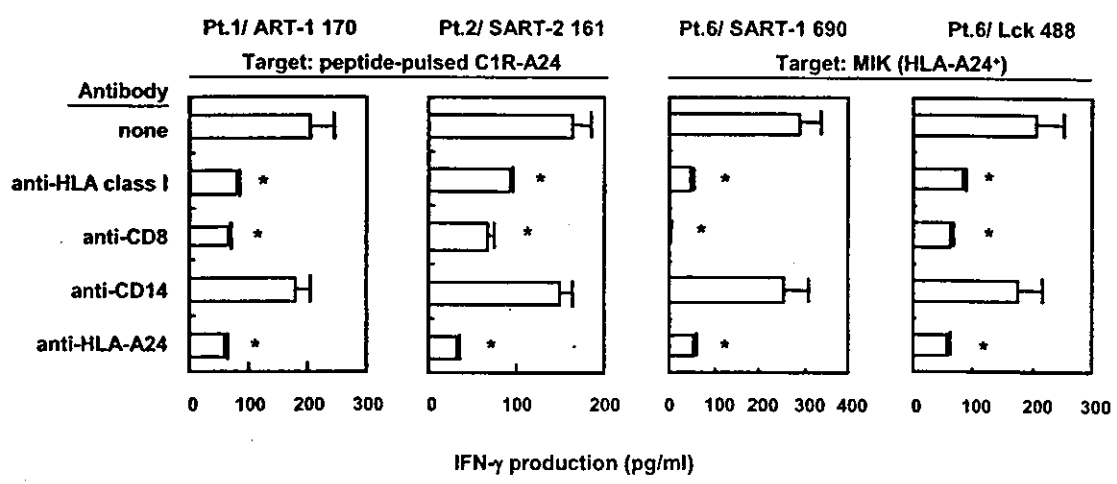 Pt.1/ ART-1 170 Pt.2/ SART-2 161 Pt.6/ SART-1 690 Pt.6/ Lck 488
Target: peptide-pulsed C1R-A24 Target: MIK (HLA-A24⁺)
Antibody
none
anti-HLA class I *  *  *  *
anti-CD8 *  *  *  *
anti-CD14
anti-HLA-A24 *  *  *  *
0 100 200 300 0 100 200 0 100 200 300 400 0 100 200 300
IFN-γ production (pg/ml)